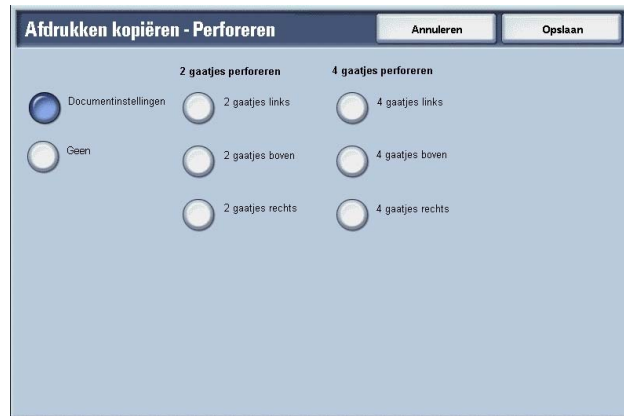 Afdrukken kopiëren - Perforeren
Annuleren
Opslaan
2 gaatjes perforeren
4 gaatjes perforeren
Documentinstellingen
2 gaatjes links
4 gaatjes links
Geen
2 gaatjes boven
4 gaatjes boven
2 gaatjes rechts
4 gaatjes rechts